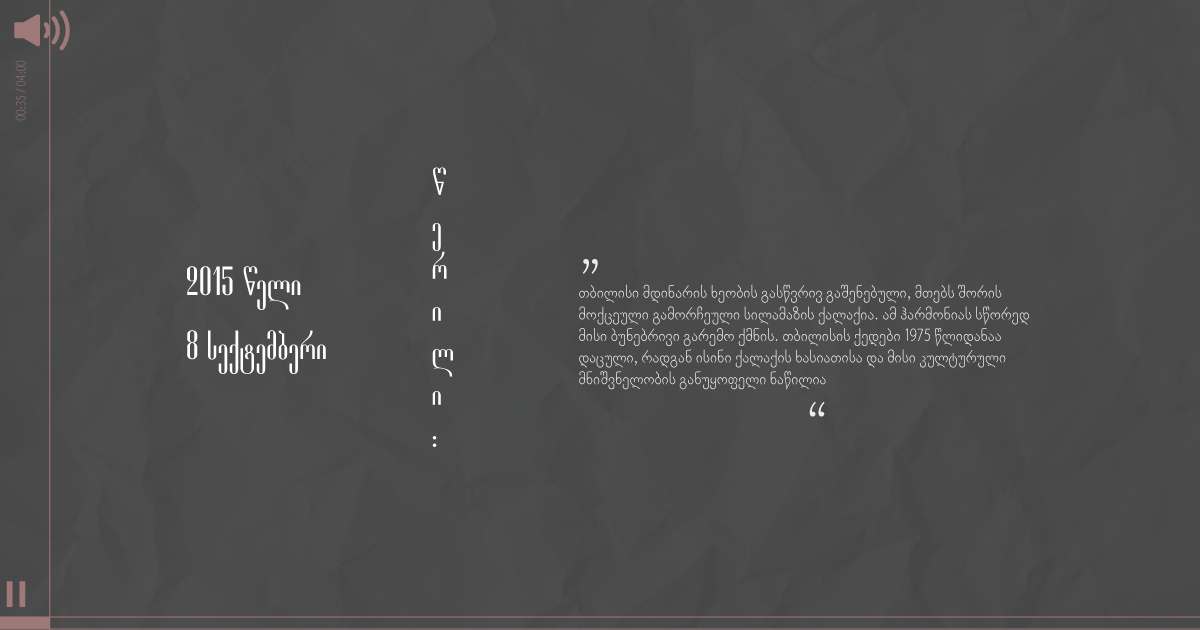 00:35 / 04:00
2015 წელი
8 სექტემბერი
წერილი:
”
თბილისი მდინარის ხეობის გასწვრივ გაშენებული, მთებს შორის
მოქცეული გამორჩეული სილამაზის ქალაქია. ამ ჰარმონიას სწორედ
მისი ბუნებრივი გარემო ქმნის. თბილისის ქედები 1975 წლიდანაა
დაცული, რადგან ისინი ქალაქის ხასიათისა და მისი კულტურული
მნიშვნელობის განუყოფელი ნაწილია
“